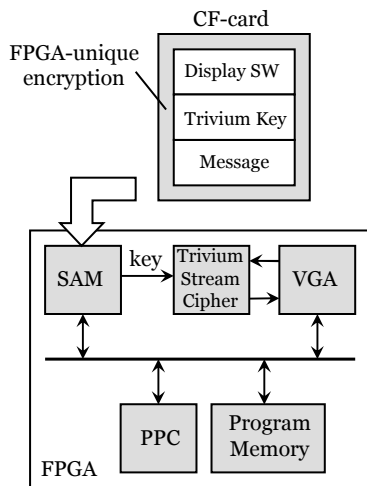 CF-card
FPGA-unique
encryption
Display SW
Trivium Key
Message
SAM
key
Trivium
Stream
Cipher
VGA
PPC
Program
Memory
FPGA